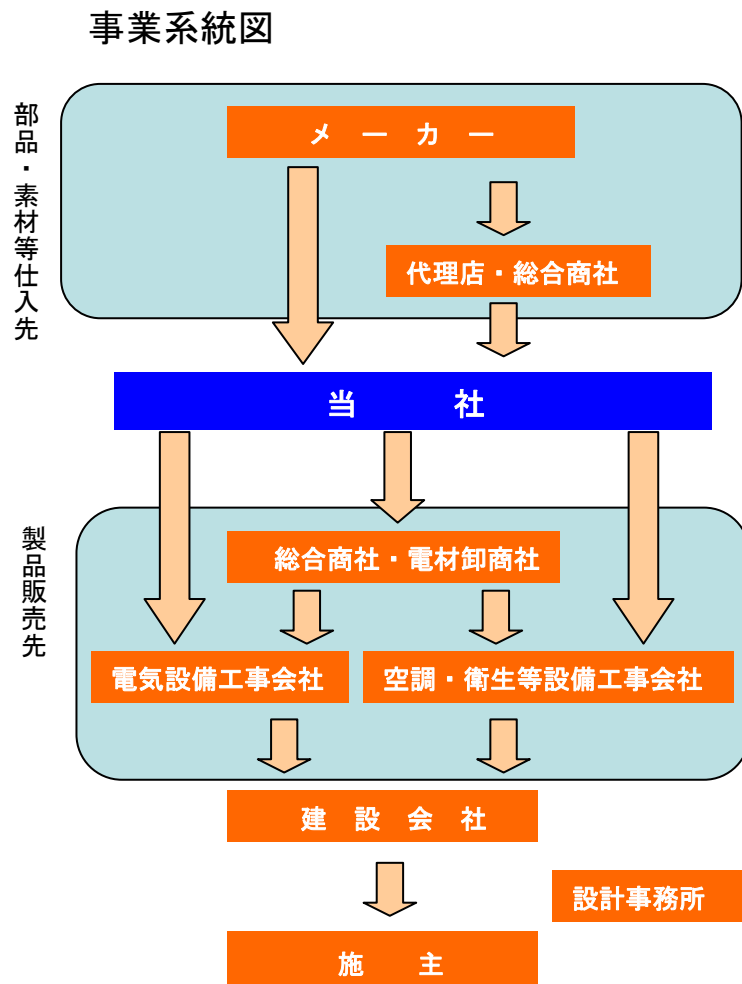 事業系統図
部品・素材等仕入先
メーカー
代理店・総合商社
当社
製品販売先
総合商社・電材卸商社
電気設備工事会社
空調・衛生等設備工事会社
建設会社
設計事務所
施主